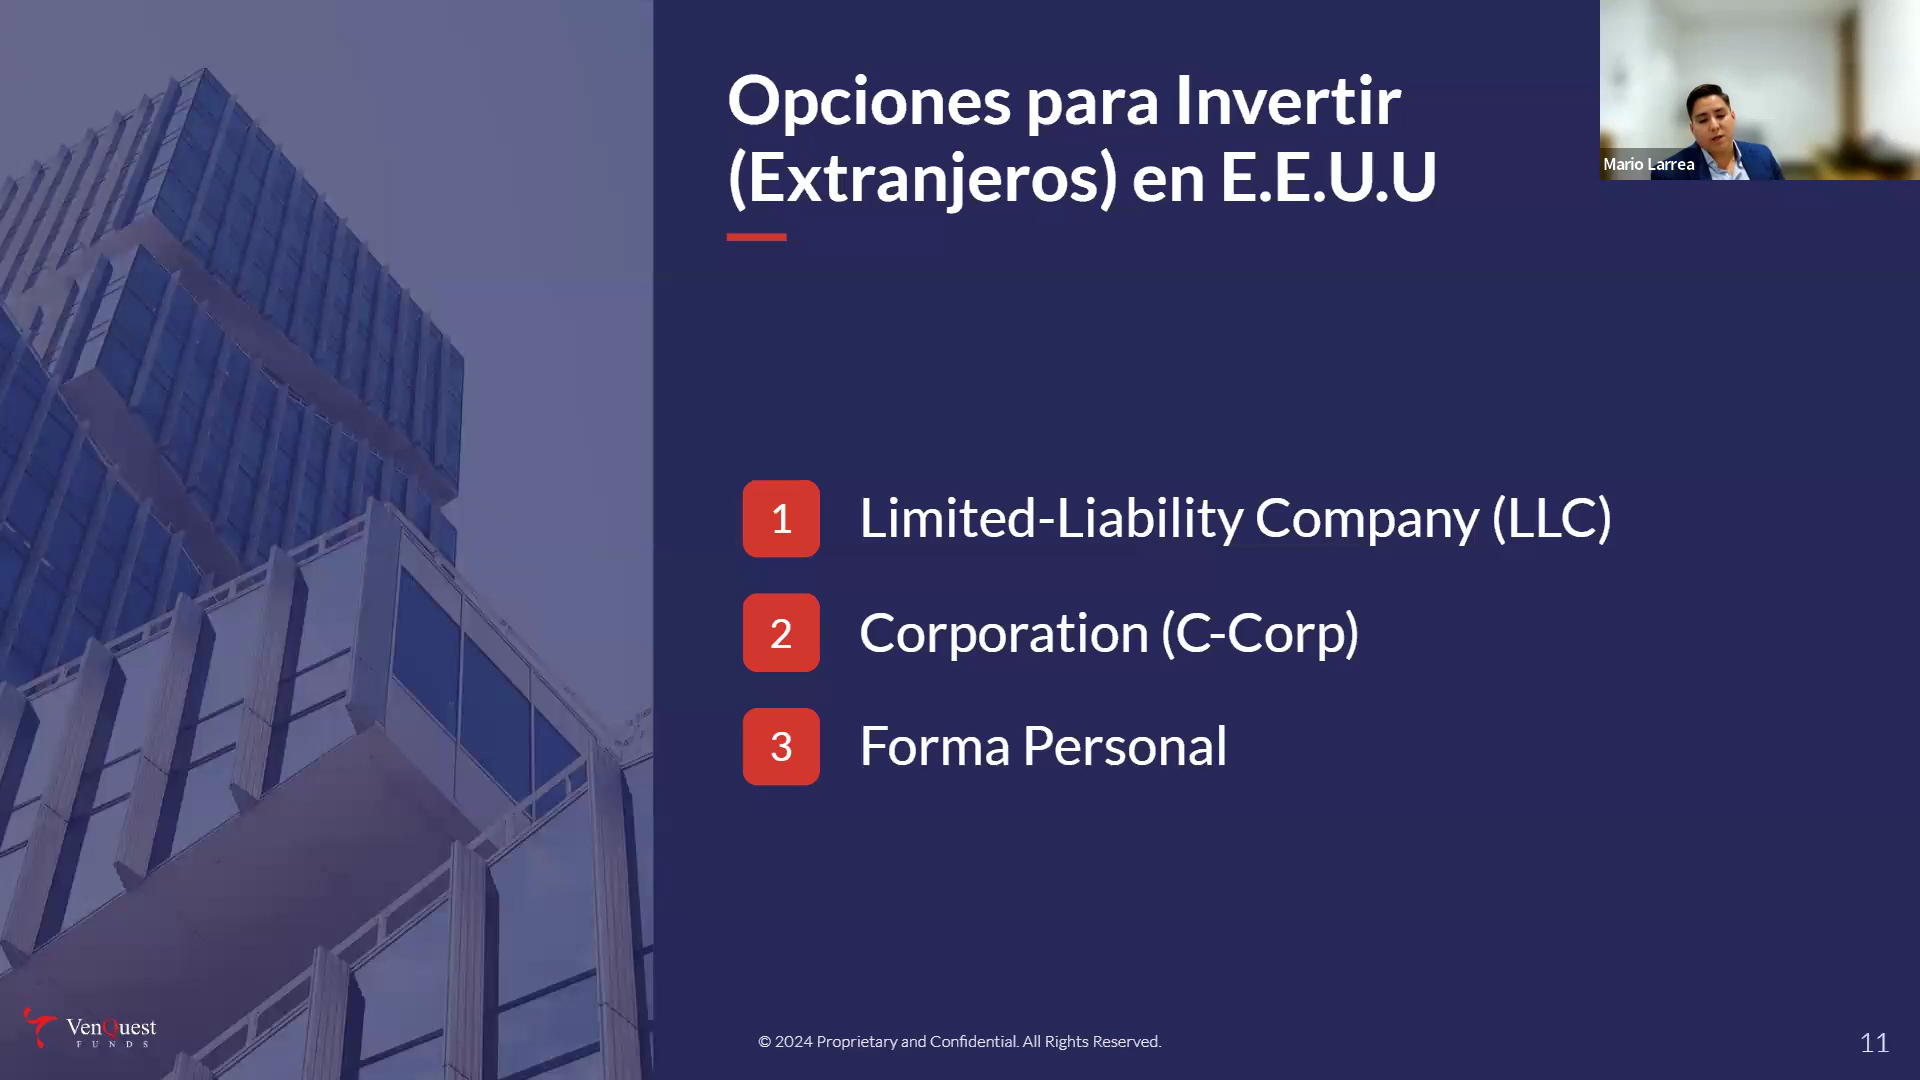 Opciones para Invertir
(Extranjeros) en E.E.U.U
Mario Larrea
1 Limited-Liability Company (LLC)
2 Corporation (C-Corp)
3 Forma Personal
VenQuest
FUNDS
© 2024 Proprietary and Confidential. All Rights Reserved.
11